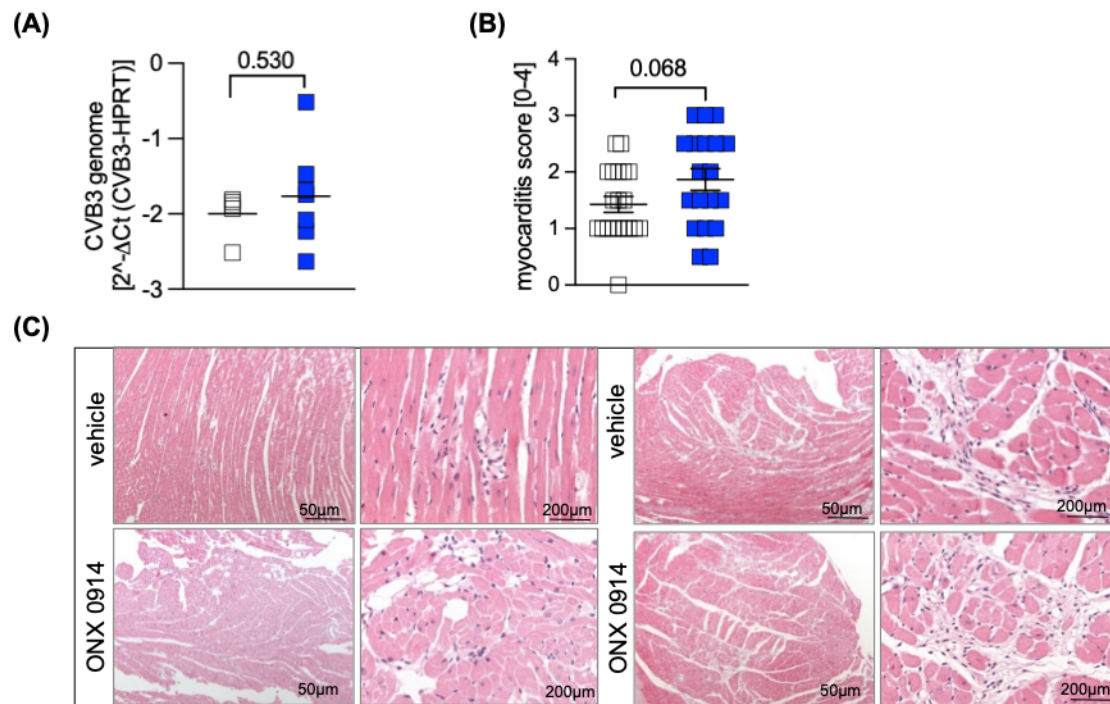 (A)
0
-1
-2
-3
CVB3 genome
[2^-ΔCt (CVB3-HPRT)]
0.530
(B)
4
3
2
1
0
myocarditis score [0-4]
0.068
(C)
vehicle
50µm
200µm
vehicle
50µm
200µm
ONX 0914
50µm
200µm
ONX 0914
50µm
200µm